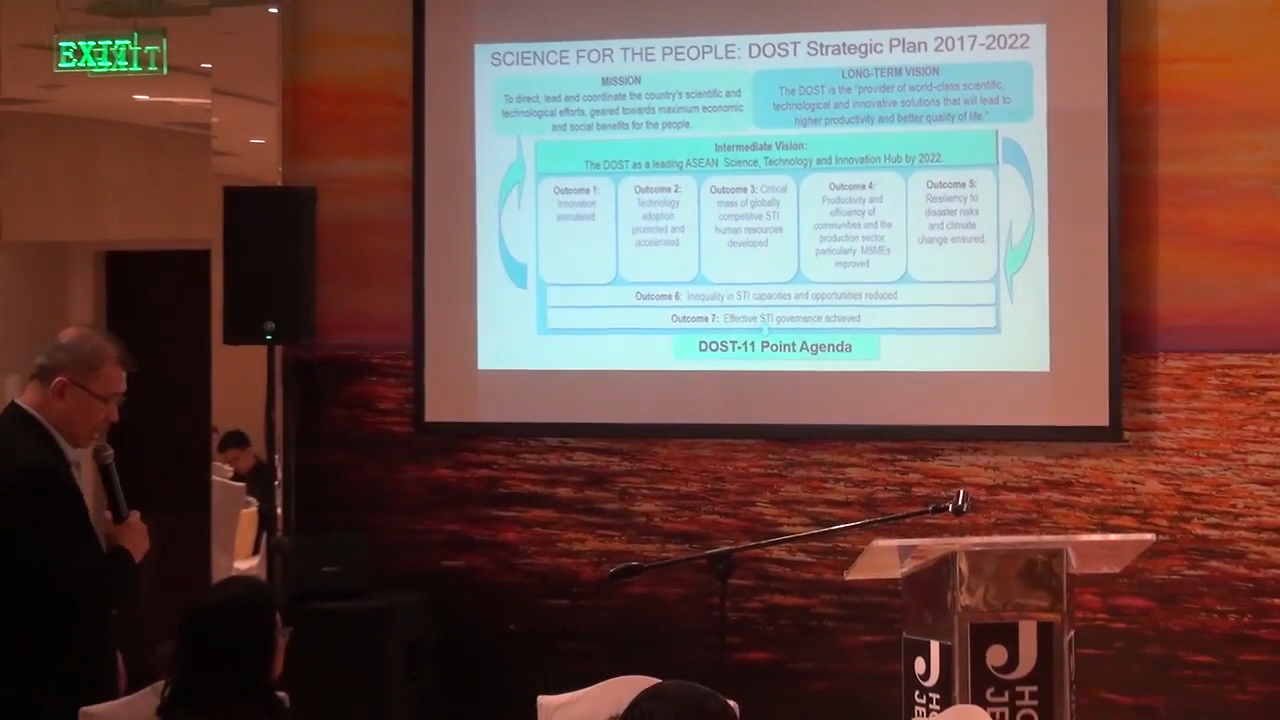 EXIT
SCIENCE FOR THE PEOPLE: DOST Strategic Plan 2017-2022
MISSION
To direct, lead and coordinate the country's scientific and
technological efforts, geared towards maximum economic
and social benefits for the people.
LONG-TERM VISION
The DOST is the "provider of world-class scientific,
technological and innovative solutions that will lead to
higher productivity and better quality of life."
Intermediate Vision:
The DOST as a leading ASEAN Science, Technology and Innovation Hub by 2022.
Outcome 1:
Innovation
stimulated.
Outcome 2:
Technology
adoption
promoted and
accelerated.
Outcome 3: Critical
mass of globally
competitive STI
human resources
developed
Outcome 4:
Productivity and
efficiency of
communities and the
production sector,
particularly MSMEs
improved
Outcome 5:
Resiliency to
disaster risks
and climate
change ensured.
Outcome 6: Inequality in STI capacities and opportunities reduced.
Outcome 7: Effective STI governance achieved.
DOST-11 Point Agenda
J
HO
JE
J
HO
JE